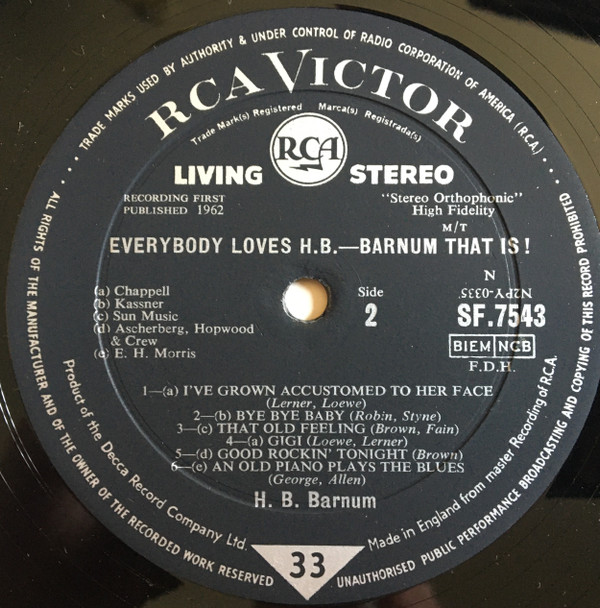 TRADE MARKS USED BY AUTHORITY & UNDER CONTROL OF RADIO CORPORATION OF AMERICA (R.C.A.)
RCA VICTOR
Trade Mark(s) Registered Marca(s) Registrada(s)
RCA
LIVING STEREO
RECORDING FIRST
PUBLISHED 1962
"Stereo Orthophonic"
High Fidelity
M/T
EVERYBODY LOVES H.B.—BARNUM THAT IS!
N
N2PY-0335
(a) Chappell
(b) Kassner
(c) Sun Music
(d) Ascherberg, Hopwood
& Crew
(e) E. H. Morris
Side
2
SF.7543
BIEM NCB
F.D.H.
1—(a) I'VE GROWN ACCUSTOMED TO HER FACE
(Lerner, Loewe)
2—(b) BYE BYE BABY (Robin, Styne)
3—(c) THAT OLD FEELING (Brown, Fain)
4—(a) GIGI (Loewe, Lerner)
5—(d) GOOD ROCKIN' TONIGHT (Brown)
6—(e) AN OLD PIANO PLAYS THE BLUES
(George, Allen)
H. B. Barnum
Product of the Decca Record Company Ltd.
Made in England from master Recording of R.C.A.
33
ALL RIGHTS OF THE MANUFACTURER AND OF THE OWNER OF THE RECORDED WORK RESERVED
UNAUTHORISED PUBLIC PERFORMANCE BROADCASTING AND COPYING OF THIS RECORD PROHIBITED